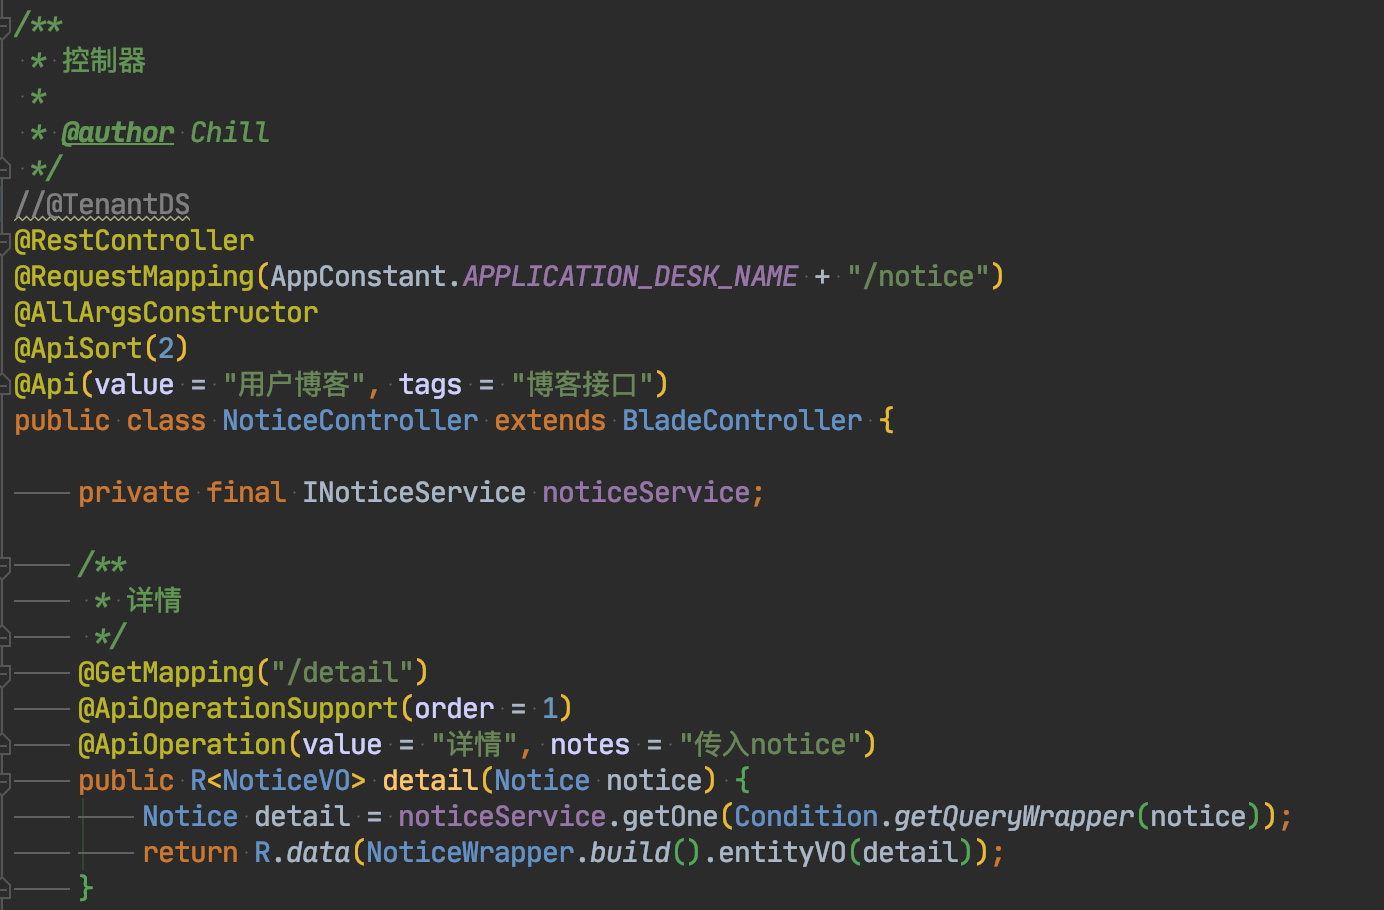 /**
 * 控制器
 *
 * @author Chill
 */
//@TenantDS
@RestController
@RequestMapping(AppConstant.APPLICATION_DESK_NAME + "/notice")
@AllArgsConstructor
@ApiSort(2)
@Api(value = "用户博客", tags = "博客接口")
public class NoticeController extends BladeController {
    private final INoticeService noticeService;
    /**
     * 详情
     */
    @GetMapping("/detail")
    @ApiOperationSupport(order = 1)
    @ApiOperation(value = "详情", notes = "传入notice")
    public R<NoticeVO> detail(Notice notice) {
        Notice detail = noticeService.getOne(Condition.getQueryWrapper(notice));
        return R.data(NoticeWrapper.build().entityVO(detail));
    }